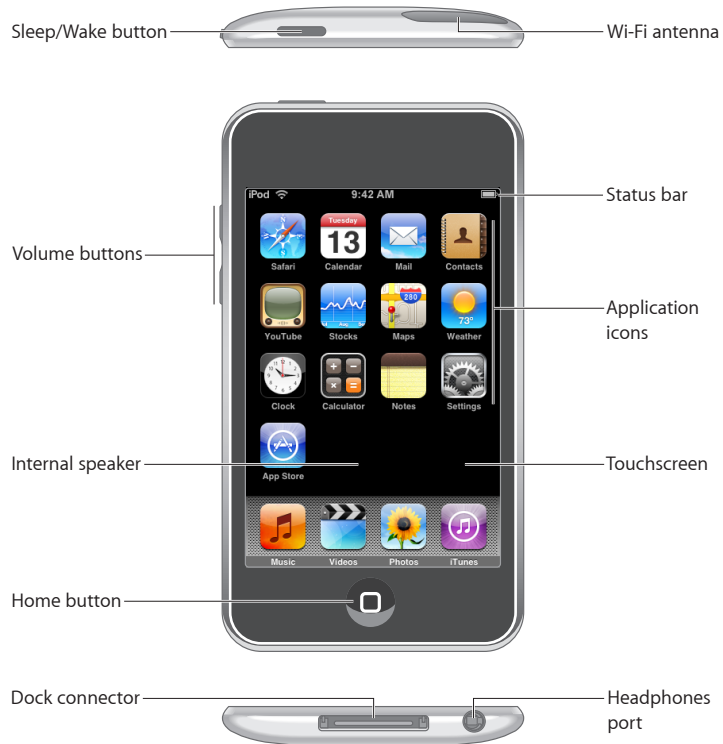 Sleep/Wake button
Wi-Fi antenna
iPod
9:42 AM
Status bar
Tuesday
13
Safari
Calendar
Mail
Contacts
Volume buttons
280
73°
Application
icons
YouTube
Stocks
Maps
Weather
Clock
Calculator
Notes
Settings
Internal speaker
Touchscreen
App Store
Music
Videos
Photos
iTunes
Home button
Dock connector
Headphones
port